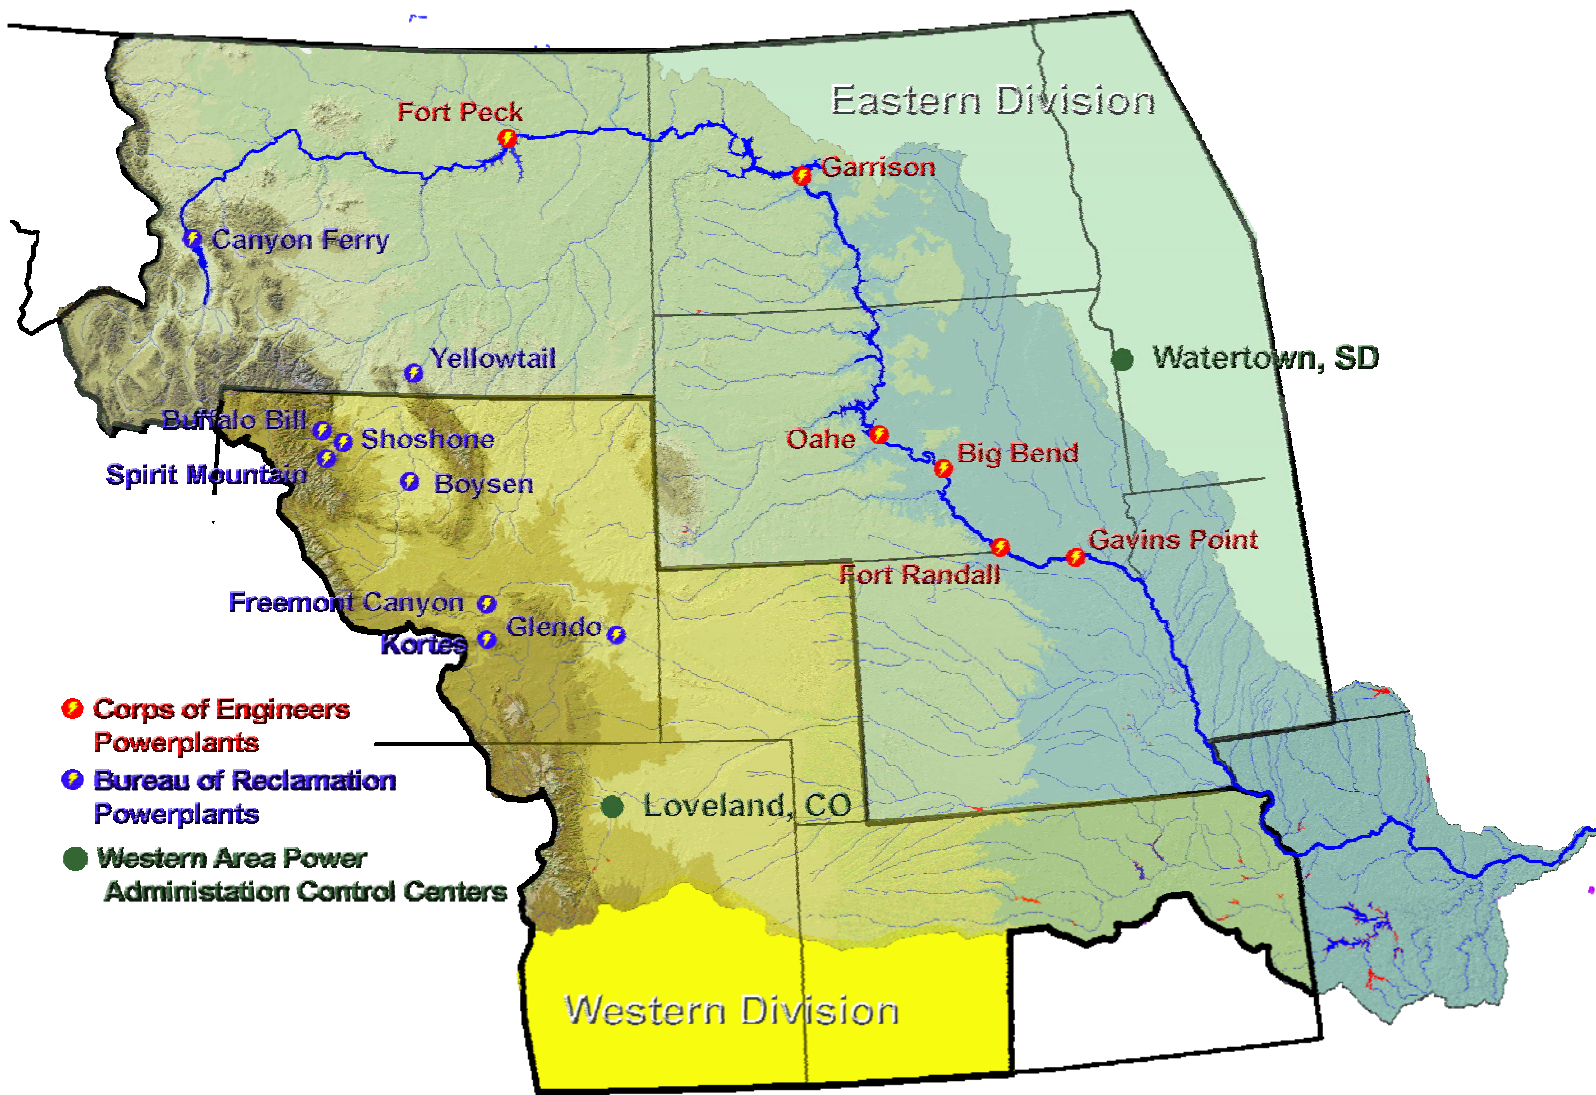 Eastern Division
Fort Peck
Garrison
Canyon Ferry
Yellowtail
Watertown, SD
Buffalo Bill
Shoshone
Oahe
Big Bend
Spirit Mountain
Boysen
Gavins Point
Fort Randall
Freemont Canyon
Glendo
Kortes
Corps of Engineers
Powerplants
Bureau of Reclamation
Powerplants
Loveland, CO
Western Area Power
Administation Control Centers
Western Division